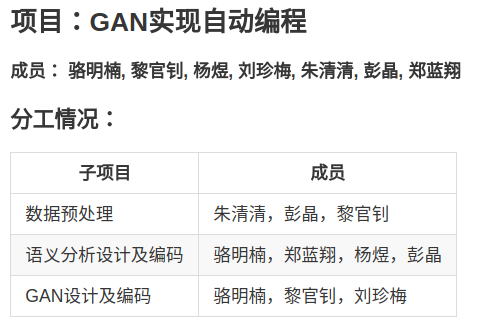 项目：GAN实现自动编程
成员： 骆明楠, 黎官钊, 杨煜, 刘珍梅, 朱清清, 彭晶, 郑蓝翔
分工情况：
子项目 成员
数据预处理 朱清清，彭晶，黎官钊
语义分析设计及编码 骆明楠，郑蓝翔，杨煜，彭晶
GAN设计及编码 骆明楠，黎官钊，刘珍梅